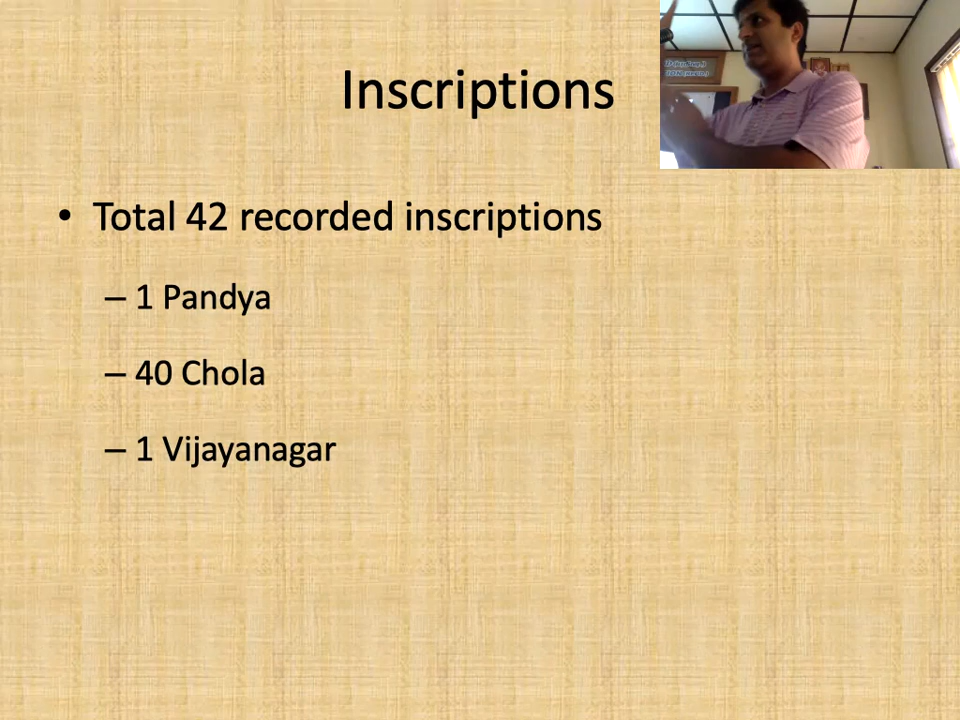 Inscriptions
• Total 42 recorded inscriptions
– 1 Pandya
– 40 Chola
– 1 Vijayanagar